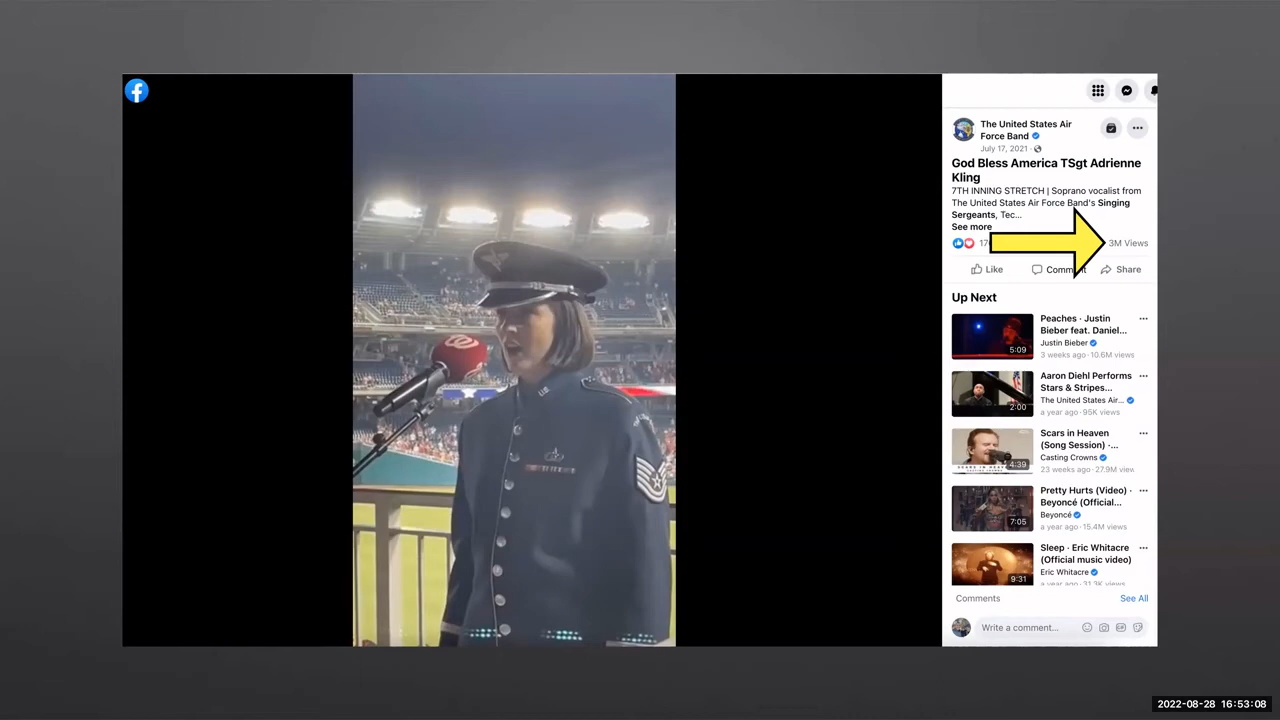 The United States Air
Force Band
July 17, 2021 ·
God Bless America TSgt Adrienne
Kling
7TH INNING STRETCH | Soprano vocalist from
The United States Air Force Band's Singing
Sergeants, Tec...
See more
3M Views
Like
Share
Up Next
Peaches · Justin
Bieber feat. Daniel...
Justin Bieber
3 weeks ago · 10.6M views
5:09
Aaron Diehl Performs
Stars & Stripes...
The United States Air...
a year ago · 95K views
2:00
Scars in Heaven
(Song Session) ·...
Casting Crowns
23 weeks ago · 27.9M view
4:39
Pretty Hurts (Video) ·
Beyoncé (Official...
Beyoncé
a year ago · 15.4M views
7:05
Sleep · Eric Whitacre
(Official music video)
Eric Whitacre
a year ago · 31.3K views
9:31
Comments
See All
Write a comment...
2022-08-28 16:53:08